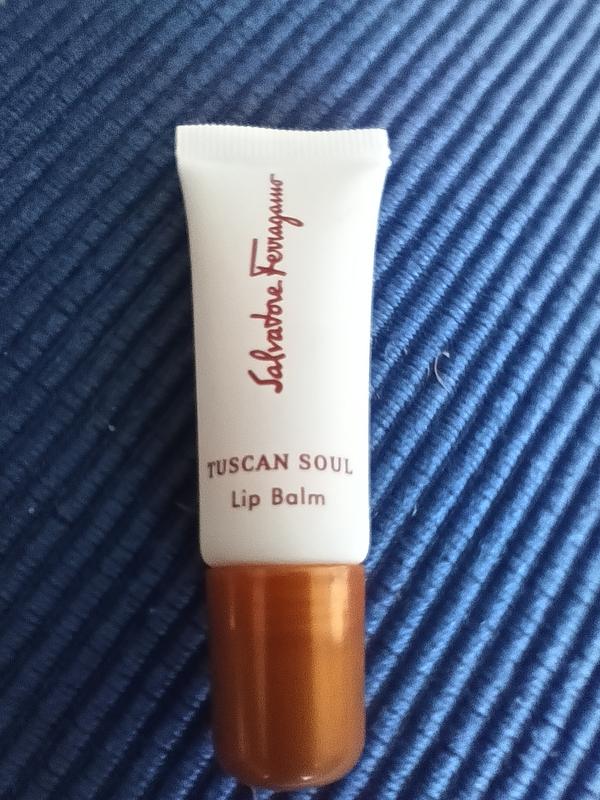 Salvatore Ferragamo
TUSCAN SOUL
Lip Balm